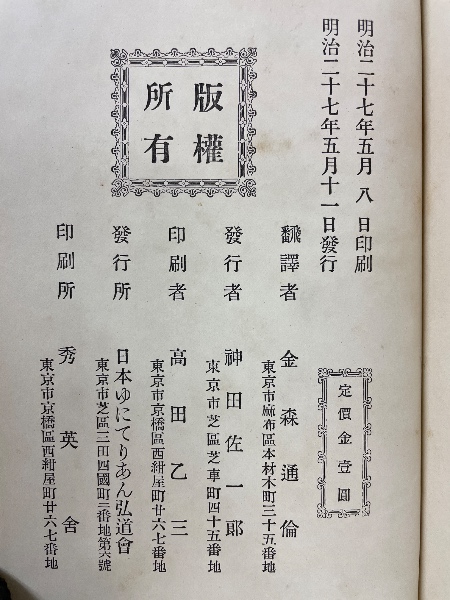 明治二十七年五月八日印刷
明治二十七年五月十一日發行
版權
所有
定價金壹圓
飜譯者 金森通倫
東京市麻布區本材木町三十五番地
發行者 神田佐一郎
東京市芝區芝車町四十五番地
印刷者 高田乙三
東京市京橋區西紺屋町廿六七番地
發行所 日本ゆにてりあん弘道會
東京市芝區三田四國町二番地第六號
印刷所 秀英舍
東京市京橋區西紺屋町廿六七番地